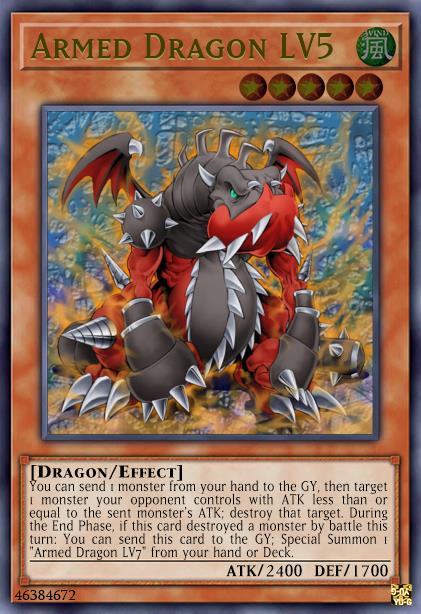 Armed Dragon LV5
WIND
風
[Dragon/Effect]
You can send 1 monster from your hand to the GY, then target
1 monster your opponent controls with ATK less than or
equal to the sent monster's ATK; destroy that target. During
the End Phase, if this card destroyed a monster by battle this
turn: You can send this card to the GY; Special Summon 1
"Armed Dragon LV7" from your hand or Deck.
ATK/2400 DEF/1700
46384672